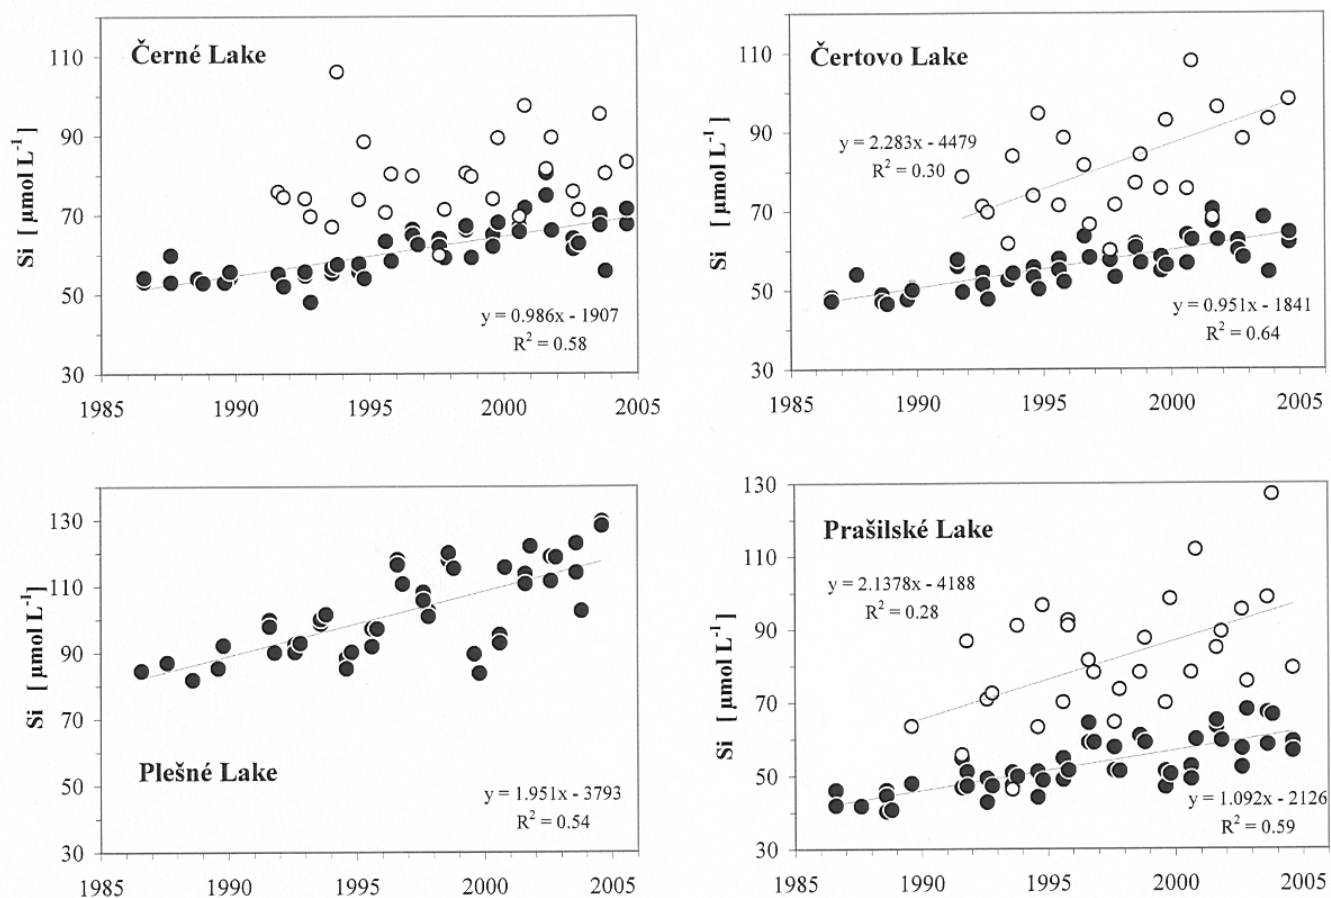 Černé Lake
Si [ µmol L⁻¹ ]
110
90
70
50
30
y = 0.986x - 1907
R² = 0.58
1985 1990 1995 2000 2005
Čertovo Lake
Si [ µmol L⁻¹ ]
110
90
70
50
30
y = 2.283x - 4479
R² = 0.30
y = 0.951x - 1841
R² = 0.64
1985 1990 1995 2000 2005
Plešné Lake
Si [ µmol L⁻¹ ]
130
110
90
70
50
30
y = 1.951x - 3793
R² = 0.54
1985 1990 1995 2000 2005
Prašilské Lake
Si [ µmol L⁻¹ ]
130
110
90
70
50
30
y = 2.1378x - 4188
R² = 0.28
y = 1.092x - 2126
R² = 0.59
1985 1990 1995 2000 2005